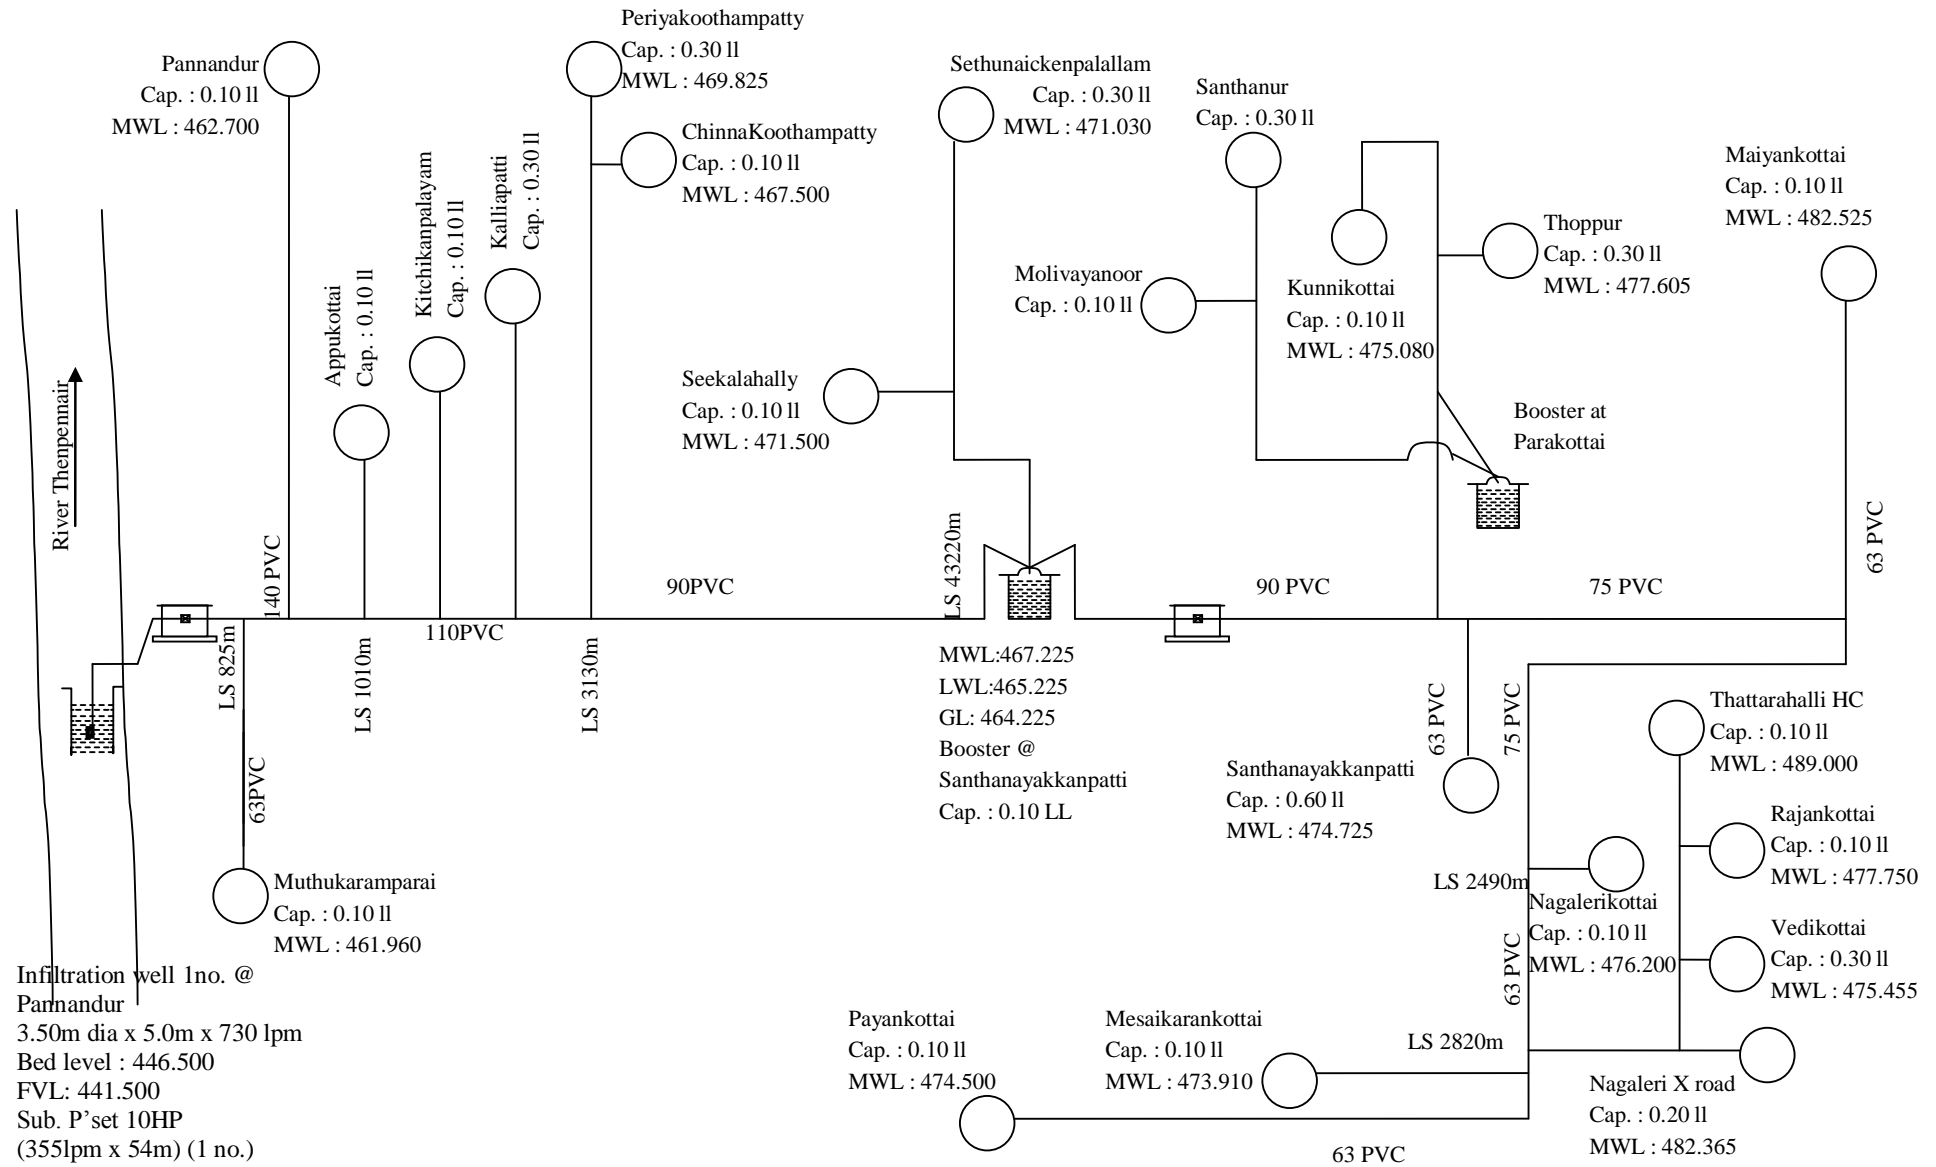 Periyakoothampatty
Cap. : 0.30 ll
MWL : 469.825
Pannandur
Cap. : 0.10 ll
MWL : 462.700
Sethunaickenpalallam
Cap. : 0.30 ll
MWL : 471.030
Santhanur
Cap. : 0.30 ll
ChinnaKoothampatty
Cap. : 0.10 ll
MWL : 467.500
Maiyankottai
Cap. : 0.10 ll
MWL : 482.525
Appukottai
Cap. : 0.10 ll
Kitchikanpalayam
Cap. : 0.10 ll
Kalliapatti
Cap. : 0.30 ll
Thoppur
Cap. : 0.30 ll
MWL : 477.605
Molivayanoor
Cap. : 0.10 ll
Kunnikottai
Cap. : 0.10 ll
MWL : 475.080
Seekalahally
Cap. : 0.10 ll
MWL : 471.500
Booster at
Parakottai
River Thenpennair
140 PVC
LS 43220m
63 PVC
90PVC
90 PVC
75 PVC
110PVC
LS 825m
LS 1010m
LS 3130m
MWL:467.225
LWL:465.225
GL: 464.225
Booster @
Santhanayakkanpatti
Cap. : 0.10 LL
63 PVC
75 PVC
Thattarahalli HC
Cap. : 0.10 ll
MWL : 489.000
63PVC
Santhanayakkanpatti
Cap. : 0.60 ll
MWL : 474.725
Rajankottai
Cap. : 0.10 ll
MWL : 477.750
LS 2490m
Nagalerikottai
Cap. : 0.10 ll
MWL : 476.200
Muthukaramparai
Cap. : 0.10 ll
MWL : 461.960
Vedikottai
Cap. : 0.30 ll
MWL : 475.455
63 PVC
Infiltration well 1no. @
Pannandur
3.50m dia x 5.0m x 730 lpm
Bed level : 446.500
FVL: 441.500
Sub. P’set 10HP
(355lpm x 54m) (1 no.)
Payankottai
Cap. : 0.10 ll
MWL : 474.500
Mesaikarankottai
Cap. : 0.10 ll
MWL : 473.910
LS 2820m
Nagaleri X road
Cap. : 0.20 ll
MWL : 482.365
63 PVC